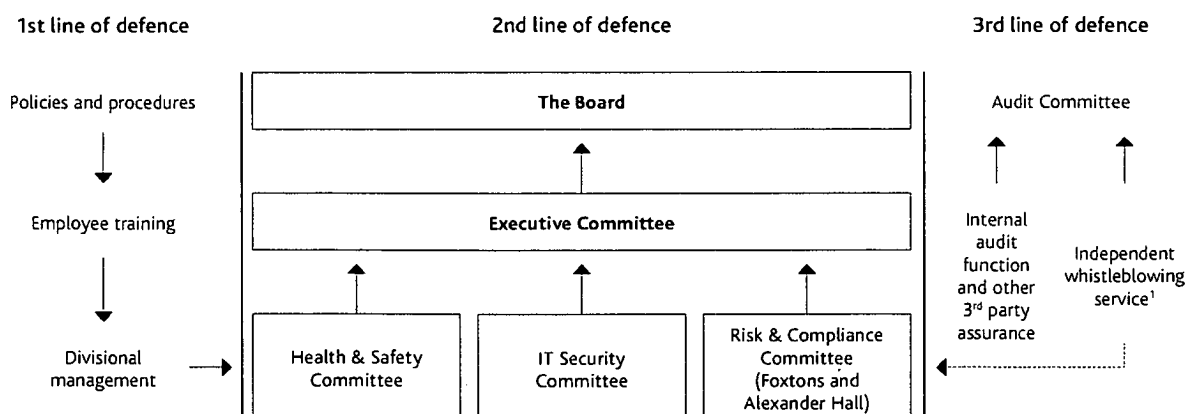 1st line of defence
2nd line of defence
3rd line of defence
Policies and procedures
Employee training
Divisional
management
The Board
Executive Committee
Health & Safety
Committee
IT Security
Committee
Risk & Compliance
Committee
(Foxtons and
Alexander Hall)
Audit Committee
Internal
audit
function
and other
3rd party
assurance
Independent
whistleblowing
service¹